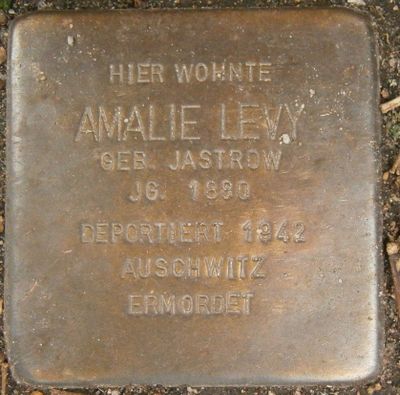 HIER WOHNTE
AMALIE LEVY
GEB. JASTROW
JG. 1880
DEPORTIERT 1942
AUSCHWITZ
ERMORDET